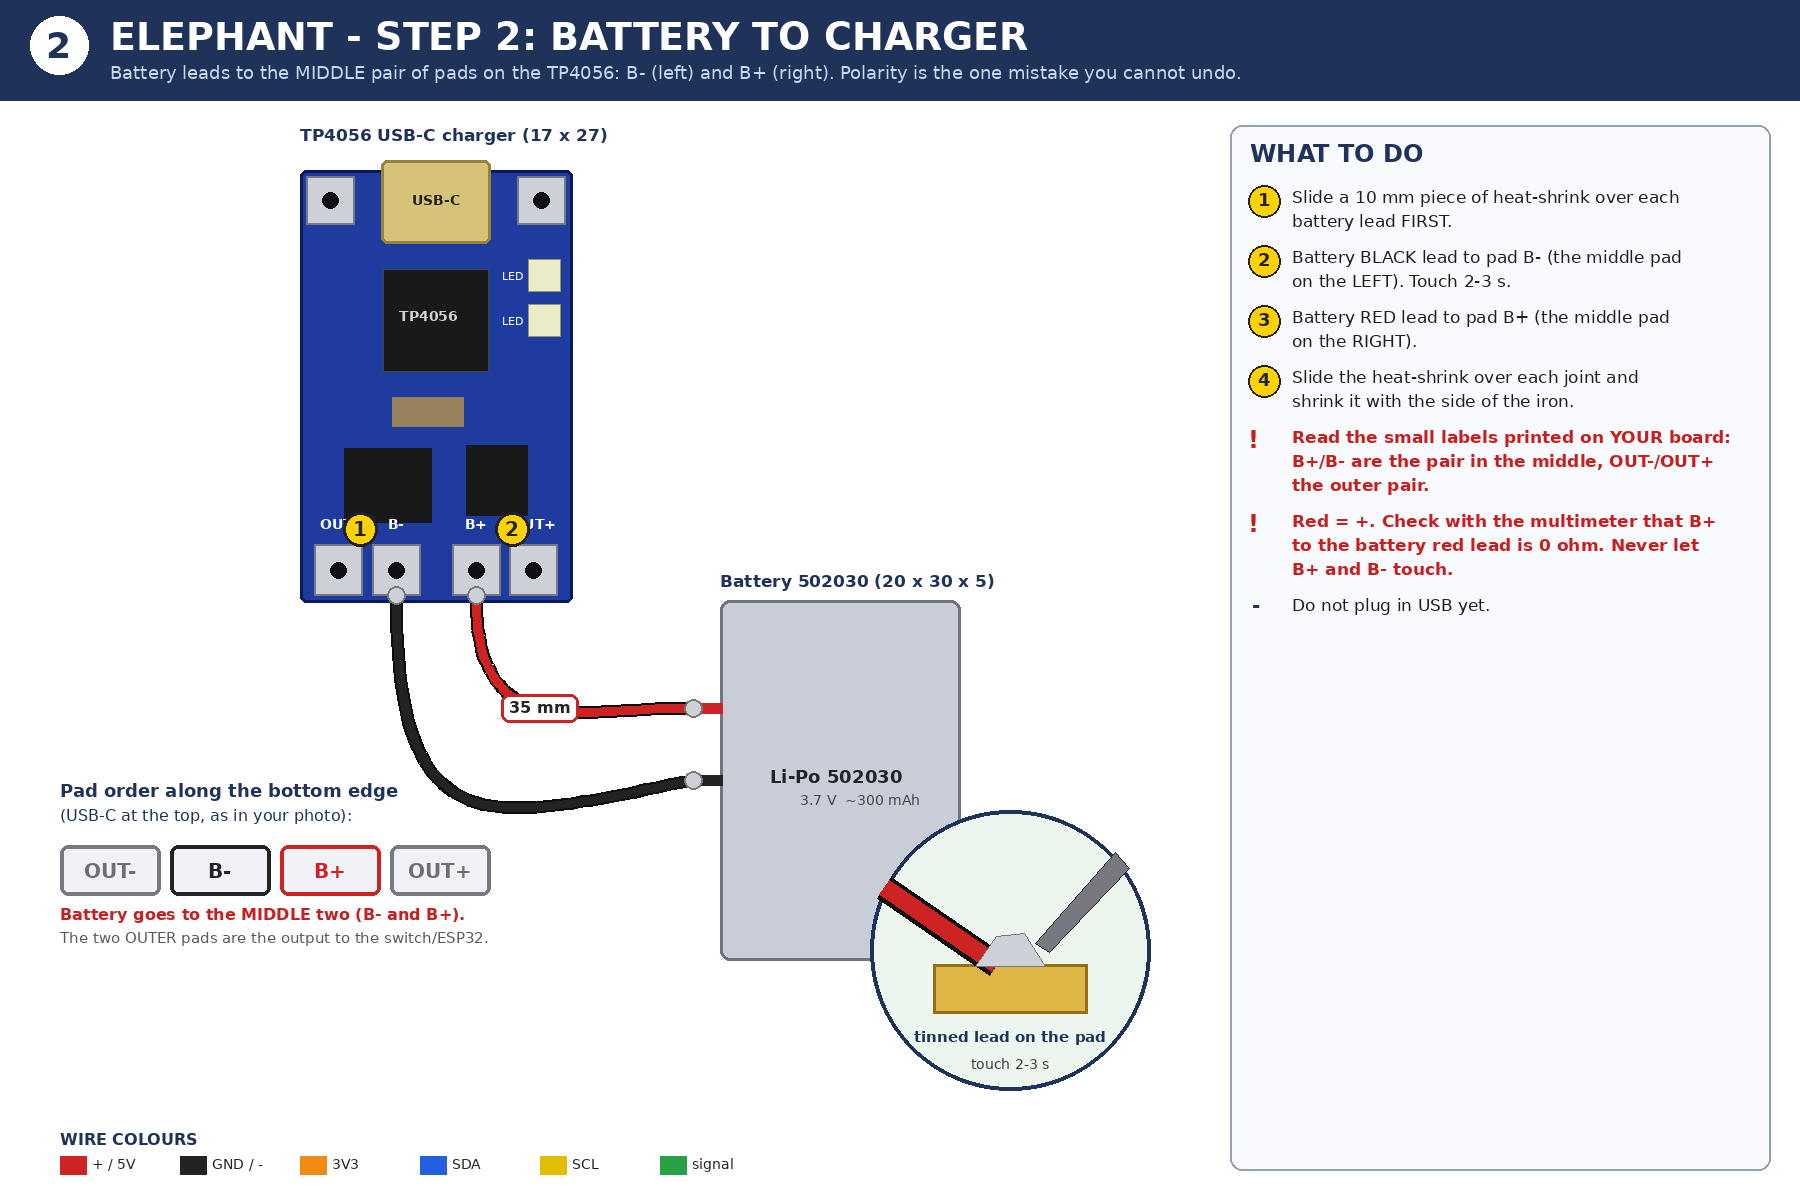 2
ELEPHANT - STEP 2: BATTERY TO CHARGER
Battery leads to the MIDDLE pair of pads on the TP4056: B- (left) and B+ (right). Polarity is the one mistake you cannot undo.
TP4056 USB-C charger (17 x 27)
USB-C
LED
TP4056
LED
OU 1 B- B+ 2 UT+
Battery 502030 (20 x 30 x 5)
35 mm
Li-Po 502030
3.7 V ~300 mAh
Pad order along the bottom edge
(USB-C at the top, as in your photo):
OUT- B- B+ OUT+
Battery goes to the MIDDLE two (B- and B+).
The two OUTER pads are the output to the switch/ESP32.
tinned lead on the pad
touch 2-3 s
WIRE COLOURS
+ / 5V GND / - 3V3 SDA SCL signal
WHAT TO DO
1 Slide a 10 mm piece of heat-shrink over each
battery lead FIRST.
2 Battery BLACK lead to pad B- (the middle pad
on the LEFT). Touch 2-3 s.
3 Battery RED lead to pad B+ (the middle pad
on the RIGHT).
4 Slide the heat-shrink over each joint and
shrink it with the side of the iron.
! Read the small labels printed on YOUR board:
B+/B- are the pair in the middle, OUT-/OUT+
the outer pair.
! Red = +. Check with the multimeter that B+
to the battery red lead is 0 ohm. Never let
B+ and B- touch.
- Do not plug in USB yet.